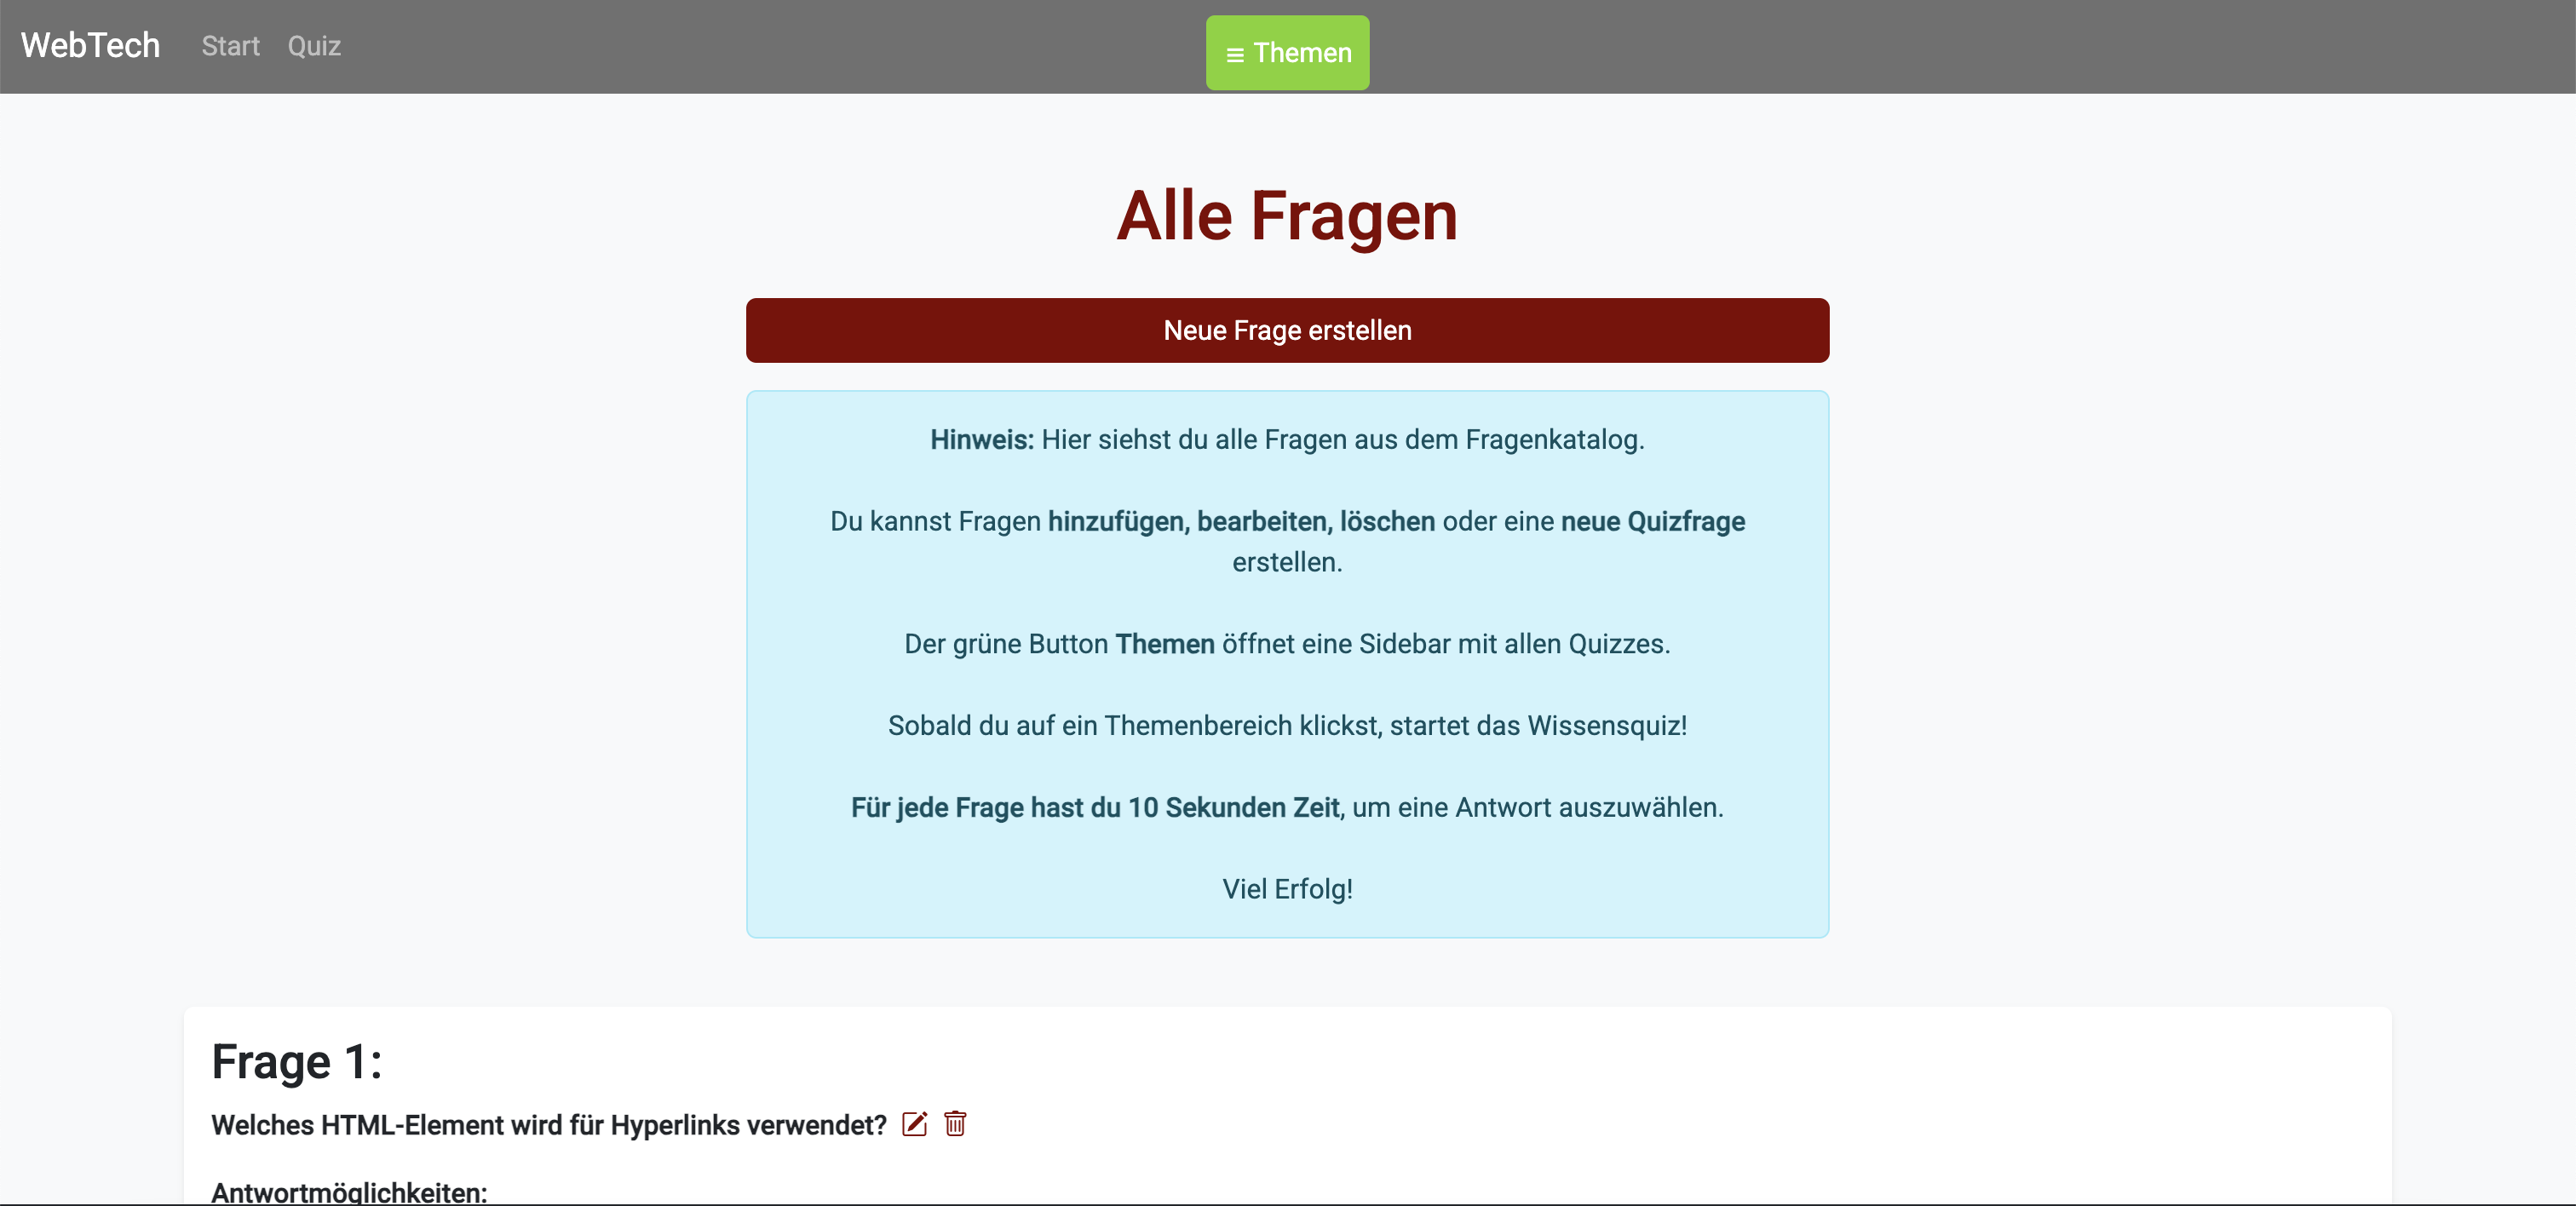 WebTech Start Quiz
Themen
Alle Fragen
Neue Frage erstellen
Hinweis: Hier siehst du alle Fragen aus dem Fragenkatalog.
Du kannst Fragen hinzufügen, bearbeiten, löschen oder eine neue Quizfrage
erstellen.
Der grüne Button Themen öffnet eine Sidebar mit allen Quizzes.
Sobald du auf ein Themenbereich klickst, startet das Wissensquiz!
Für jede Frage hast du 10 Sekunden Zeit, um eine Antwort auszuwählen.
Viel Erfolg!
Frage 1:
Welches HTML-Element wird für Hyperlinks verwendet?
Antwortmöglichkeiten: